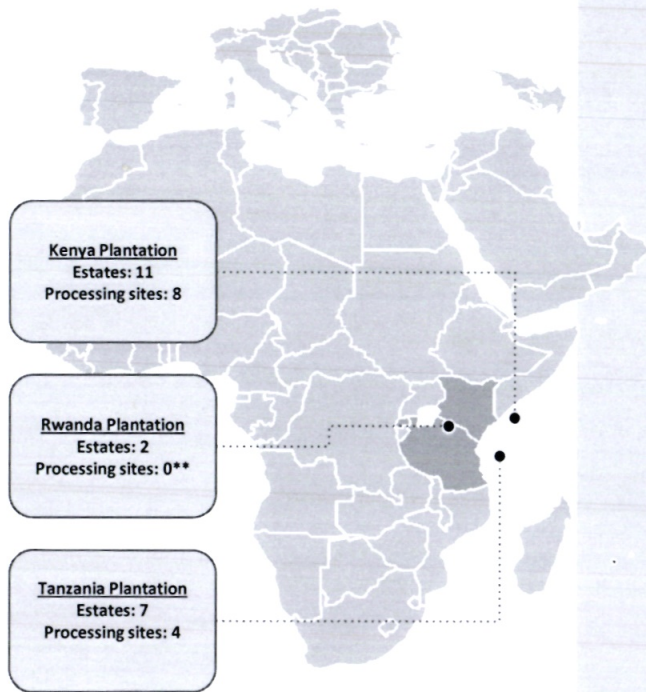 Kenya Plantation
Estates: 11
Processing sites: 8
Rwanda Plantation
Estates: 2
Processing sites: 0**
Tanzania Plantation
Estates: 7
Processing sites: 4